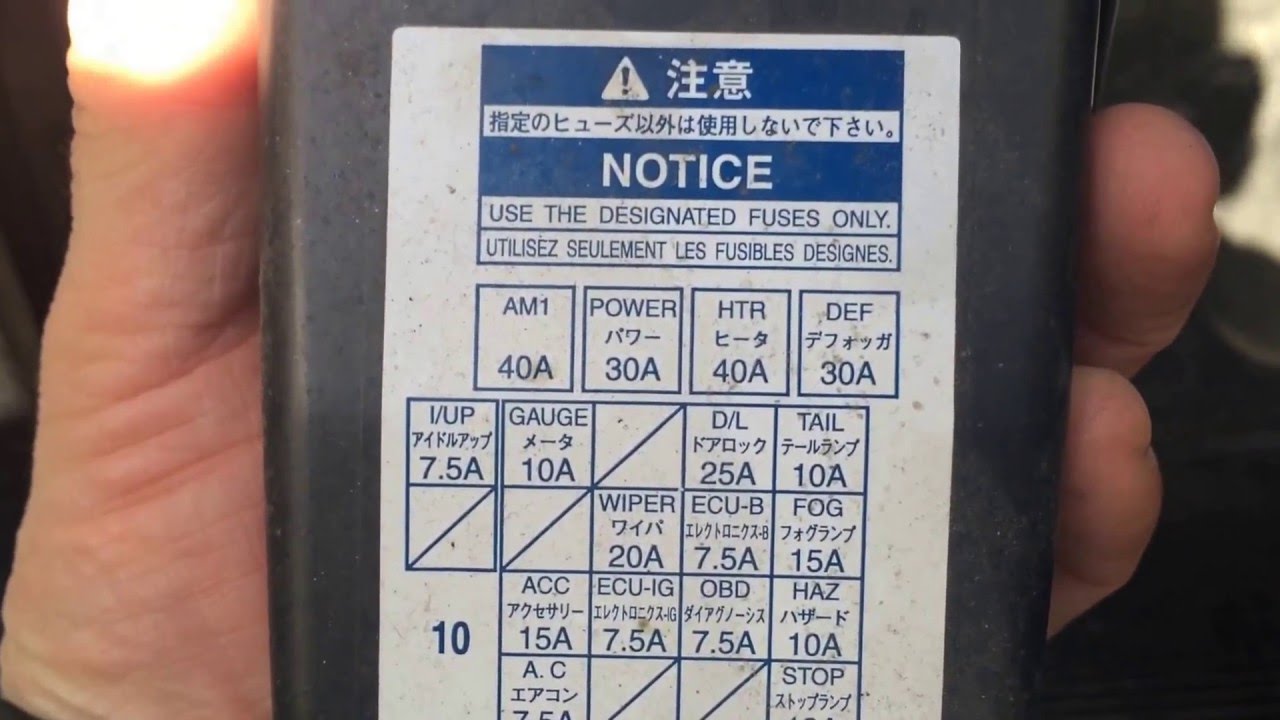 注意
指定のヒューズ以外は使用しないで下さい。
NOTICE
USE THE DESIGNATED FUSES ONLY.
UTILISEZ SEULEMENT LES FUSIBLES DESIGNES.
AM1
40A
POWER
パワー
30A
HTR
ヒータ
40A
DEF
デフォッガ
30A
I/UP
アイドルアップ
7.5A
GAUGE
メータ
10A
D/L
ドアロック
25A
TAIL
テールランプ
10A
WIPER
ワイパ
20A
ECU-B
エレクトロニクス-B
7.5A
FOG
フォグランプ
15A
10
ACC
アクセサリー
15A
ECU-IG
エレクトロニクス-IG
7.5A
OBD
ダイアグノーシス
7.5A
HAZ
ハザード
10A
A.C
エアコン
7.5A
STOP
ストップランプ